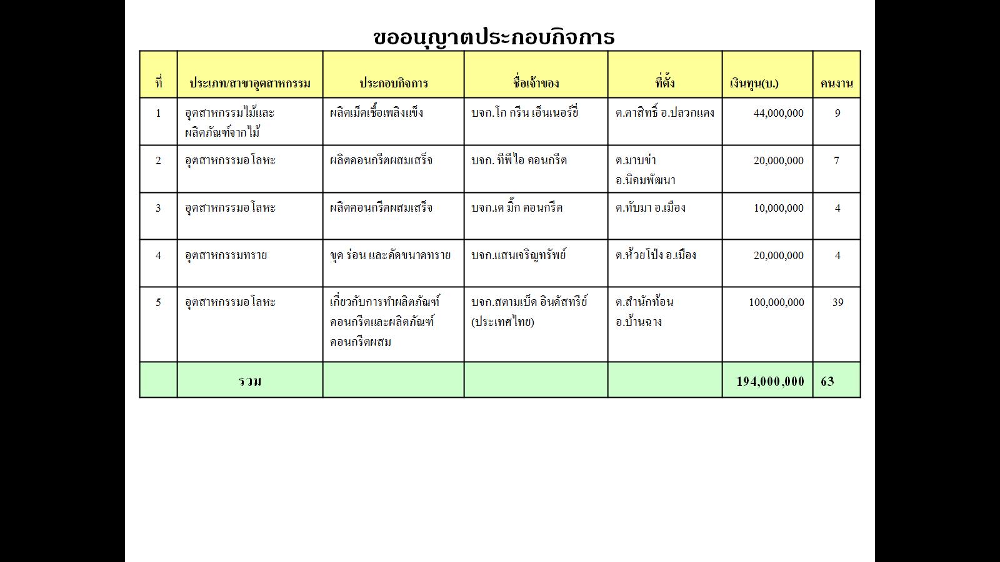 ขออนุญาตประกอบกิจการ
ที่ ประเภท/สาขาอุตสาหกรรม ประกอบกิจการ ชื่อเจ้าของ ที่ตั้ง เงินทุน(บ.) คนงาน
1 อุตสาหกรรมไม้และ ผลิตเม็ดเชื้อเพลิงแข็ง บจก.โก กรีน เอ็นเนอร์ยี่ ต.ตาสิทธิ์ อ.ปลวกแดง 44,000,000 9
ผลิตภัณฑ์จากไม้
2 อุตสาหกรรมอโลหะ ผลิตคอนกรีตผสมเสร็จ บจก. ทีพีไอ คอนกรีต ต.มาบข่า 20,000,000 7
อ.นิคมพัฒนา
3 อุตสาหกรรมอโลหะ ผลิตคอนกรีตผสมเสร็จ บจก.เค มิ๊ก คอนกรีต ต.ทับมา อ.เมือง 10,000,000 4
4 อุตสาหกรรมทราย ขุด ร่อน และคัดขนาดทราย บจก.แสนเจริญทรัพย์ ต.ห้วยโป่ง อ.เมือง 20,000,000 4
5 อุตสาหกรรมอโลหะ เกี่ยวกับการทำผลิตภัณฑ์ บจก.สตามเบ็ด อินดัสทรีย์ ต.สำนักท้อน 100,000,000 39
คอนกรีตและผลิตภัณฑ์ (ประเทศไทย) อ.บ้านฉาง
คอนกรีตผสม
รวม 194,000,000 63